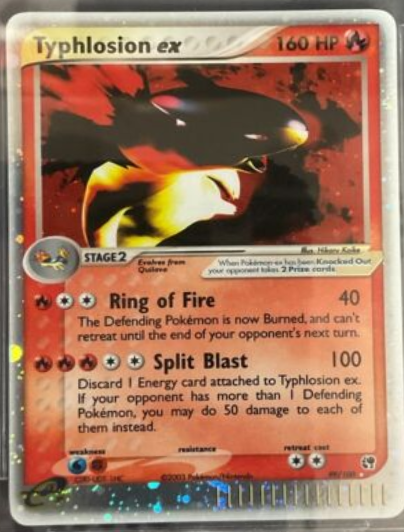 Typhlosion ex 160 HP
Illus. Hikaru Koike
STAGE 2 Evolves from Quilava
When Pokémon-ex has been Knocked Out, your opponent takes 2 Prize cards.
Ring of Fire 40
The Defending Pokémon is now Burned, and can't
retreat until the end of your opponent's next turn.
Split Blast 100
Discard 1 Energy card attached to Typhlosion ex.
If your opponent has more than 1 Defending
Pokémon, you may do 50 damage to each of
them instead.
weakness resistance retreat cost
©2003 Pokémon/Nintendo